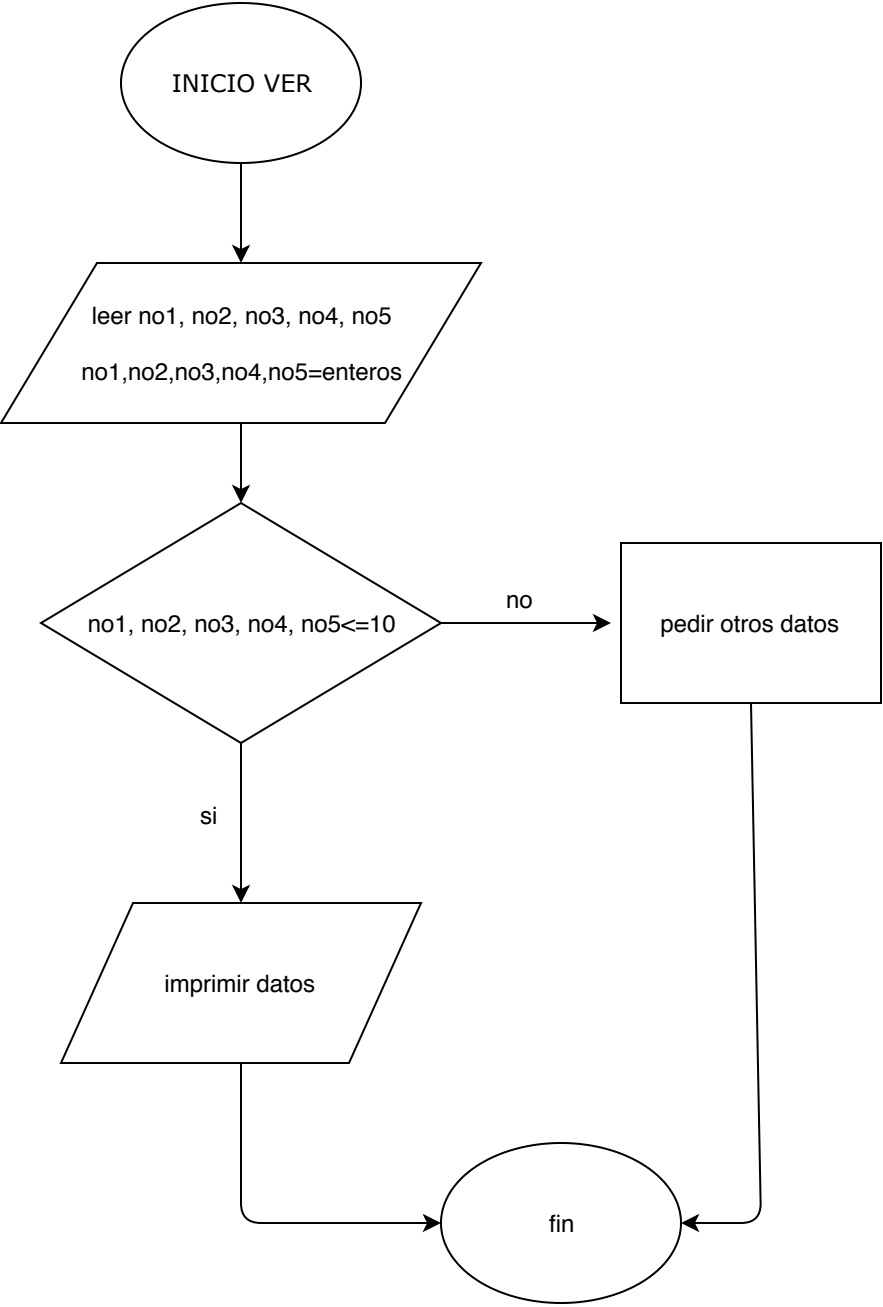 INICIO VER
leer no1, no2, no3, no4, no5
no1,no2,no3,no4,no5=enteros
no1, no2, no3, no4, no5<=10
no
pedir otros datos
si
imprimir datos
fin